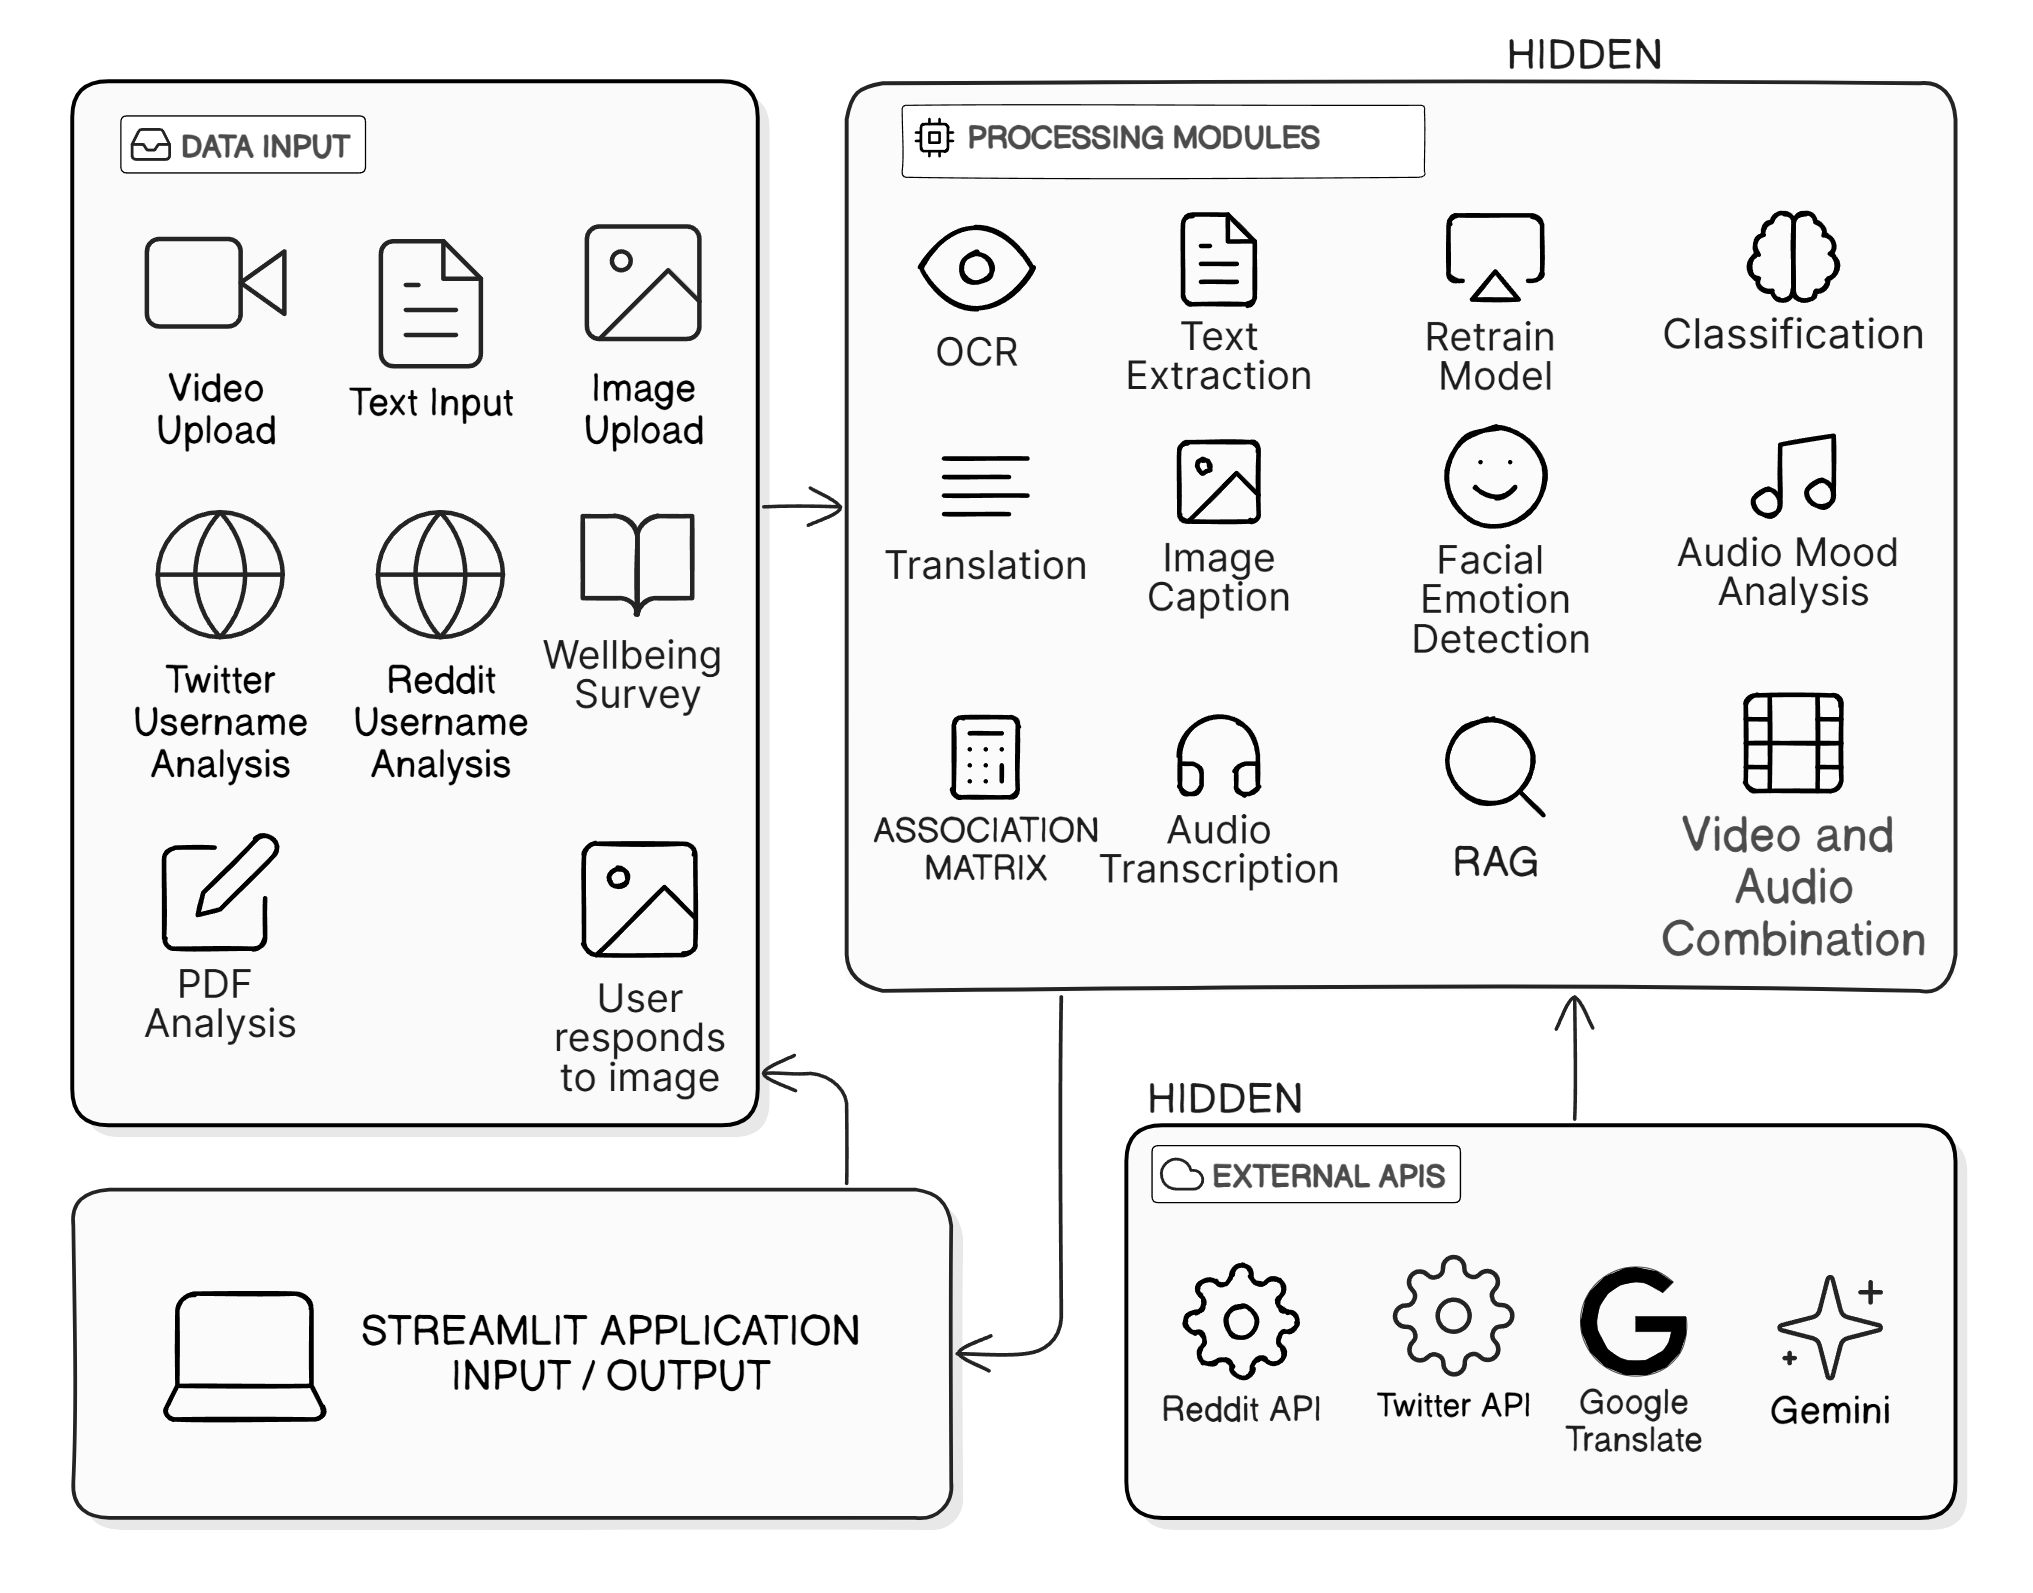 HIDDEN
DATA INPUT
Video
Upload
Text Input
Image
Upload
Twitter
Username
Analysis
Reddit
Username
Analysis
Wellbeing
Survey
PDF
Analysis
User
responds
to image
PROCESSING MODULES
OCR
Text
Extraction
Retrain
Model
Classification
Translation
Image
Caption
Facial
Emotion
Detection
Audio Mood
Analysis
ASSOCIATION
MATRIX
Audio
Transcription
RAG
Video and
Audio
Combination
STREAMLIT APPLICATION
INPUT / OUTPUT
HIDDEN
EXTERNAL APIS
Reddit API
Twitter API
Google
Translate
Gemini